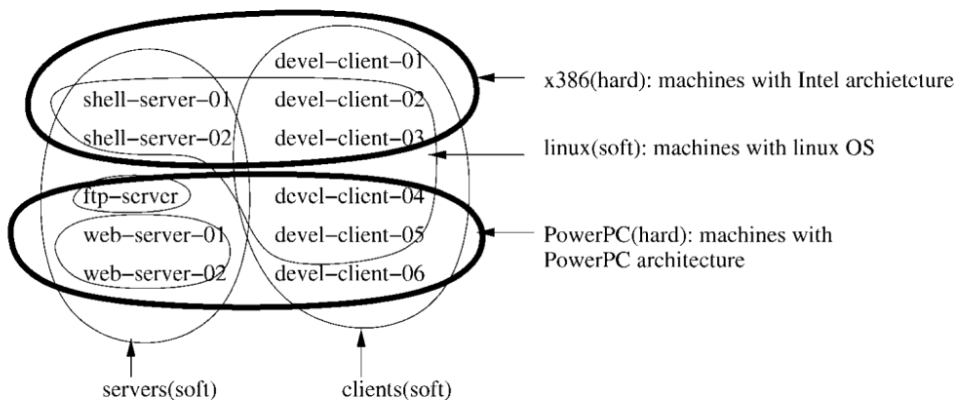 devel-client-01
shell-server-01 devel-client-02
shell-server-02 devel-client-03
ftp-server devel-client-04
web-server-01 devel-client-05
web-server-02 devel-client-06
x386(hard): machines with Intel archietcture
linux(soft): machines with linux OS
PowerPC(hard): machines with
PowerPC architecture
servers(soft)
clients(soft)